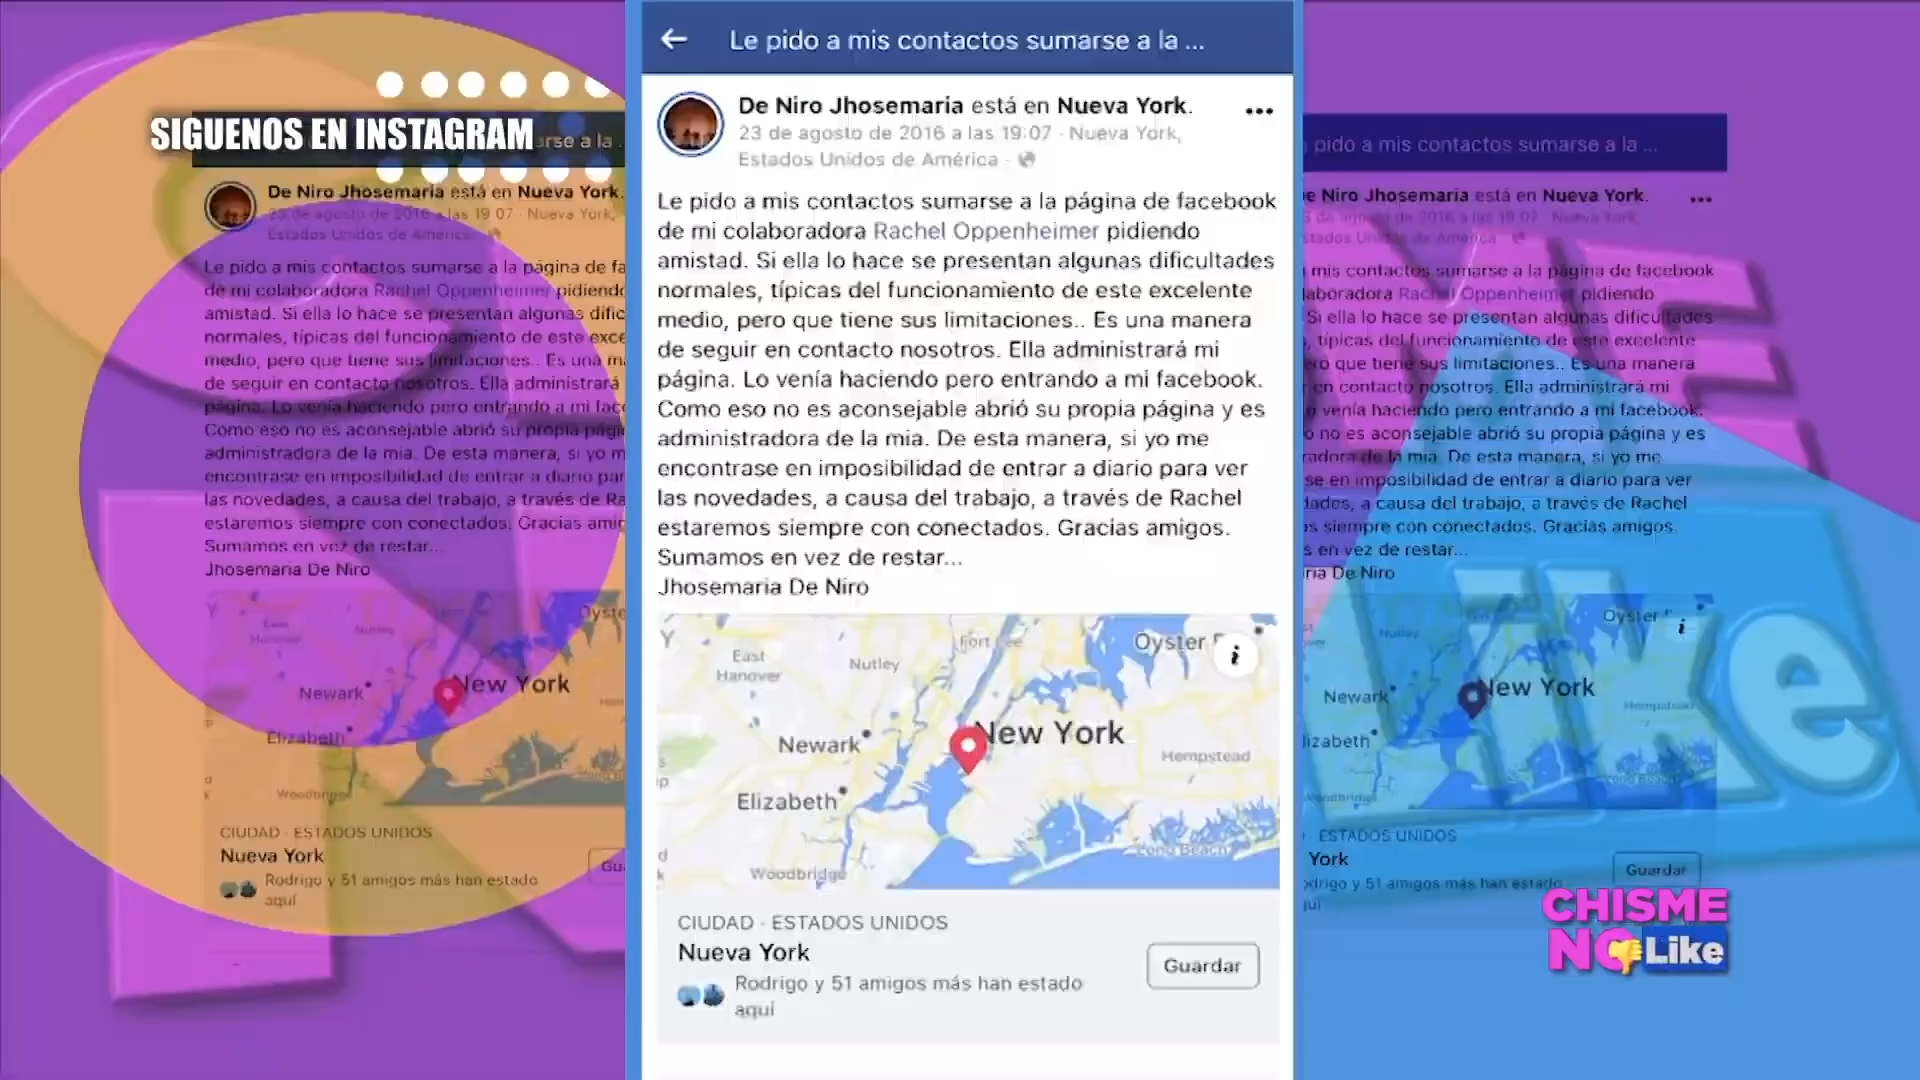 SIGUENOS EN INSTAGRAM
Le pido a mis contactos sumarse a la ...
De Niro Jhosemaria está en Nueva York.
23 de agosto de 2016 a las 19:07 · Nueva York,
Estados Unidos de América ·
Le pido a mis contactos sumarse a la página de facebook
de mi colaboradora Rachel Oppenheimer pidiendo
amistad. Si ella lo hace se presentan algunas dificultades
normales, típicas del funcionamiento de este excelente
medio, pero que tiene sus limitaciones.. Es una manera
de seguir en contacto nosotros. Ella administrará mi
página. Lo venía haciendo pero entrando a mi facebook.
Como eso no es aconsejable abrió su propia página y es
administradora de la mia. De esta manera, si yo me
encontrase en imposibilidad de entrar a diario para ver
las novedades, a causa del trabajo, a través de Rachel
estaremos siempre con conectados. Gracias amigos.
Sumamos en vez de restar...
Jhosemaria De Niro
Fort Lee
Oyster
East
Hanover
Nutley
New York
Newark
Hempstead
Elizabeth
Long Beach
Woodbridge
CIUDAD · ESTADOS UNIDOS
Nueva York
Guardar
Rodrigo y 51 amigos más han estado
aquí
CHISME
NO Like